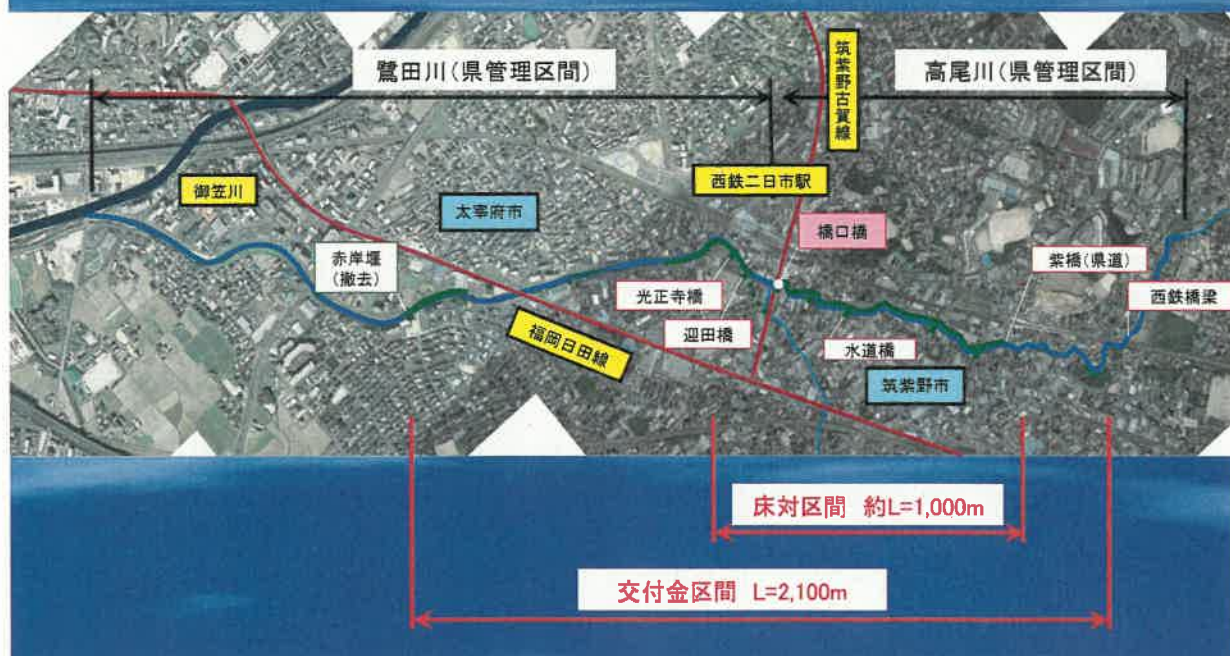 鷺田川(県管理区間)
高尾川(県管理区間)
筑紫野古賀線
御笠川
太宰府市
西鉄二日市駅
橋口橋
赤岸堰
(撤去)
紫橋(県道)
光正寺橋
西鉄橋梁
福岡日田線
迎田橋
水道橋
筑紫野市
床対区間 約L=1,000m
交付金区間 L=2,100m